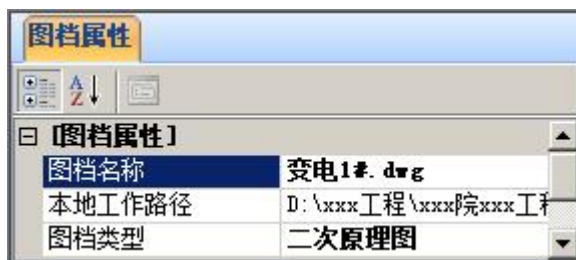 图档属性
[图档属性]
图档名称 变电1#.dwg
本地工作路径 D:\xxx工程\xxx院xxx工程
图档类型 二次原理图